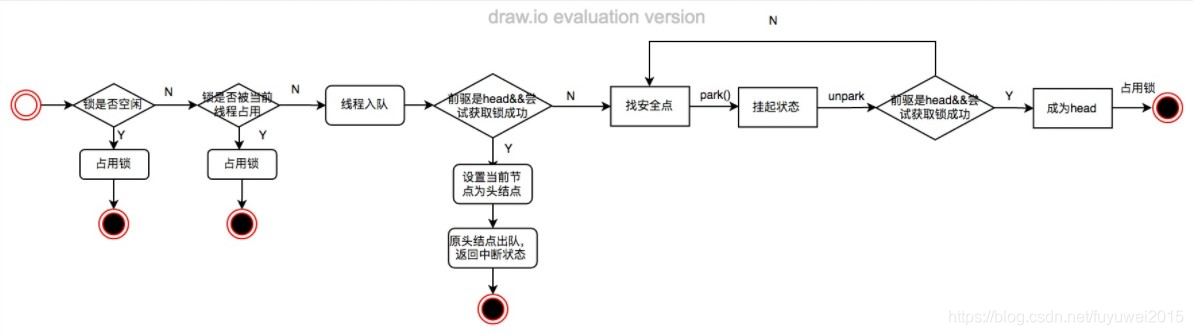 draw.io evaluation version
锁是否空闲
N
锁是否被当前
线程占用
N
线程入队
前驱是head&&尝
试获取锁成功
N
找安全点
park()
挂起状态
unpark
前驱是head&&尝
试获取锁成功
N
Y
成为head
占用锁
Y
占用锁
Y
占用锁
Y
设置当前节
点为头结点
原头结点出队,
返回中断状态
https://blog.csdn.net/fuyuwei2015